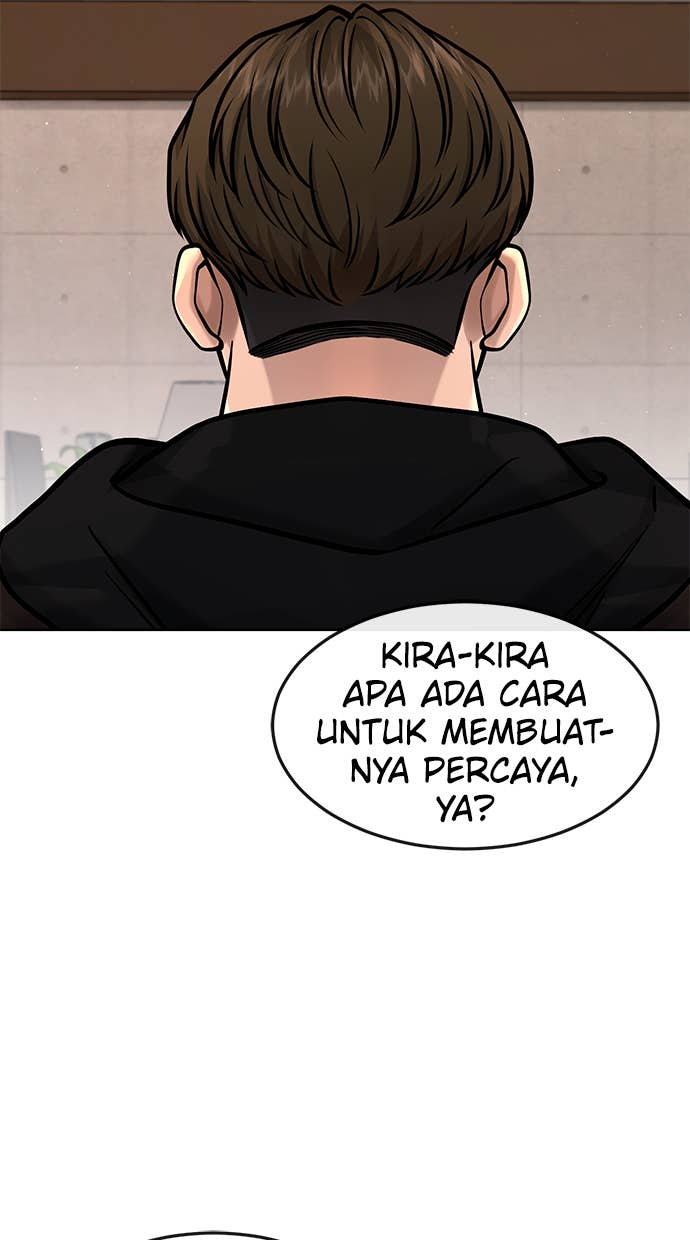 KIRA-KIRA
APA ADA CARA
UNTUK MEMBUAT-
NYA PERCAYA,
YA?